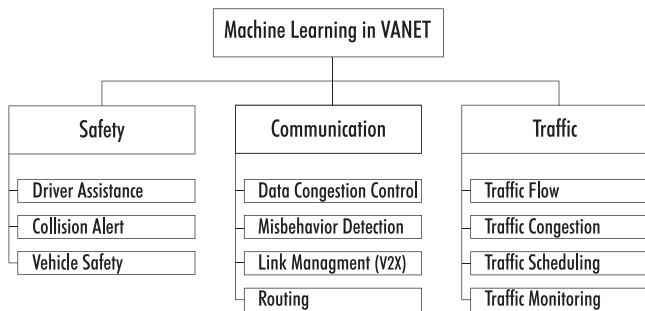 Machine Learning in VANET
Safety
Driver Assistance
Collision Alert
Vehicle Safety
Communication
Data Congestion Control
Misbehavior Detection
Link Managment (V2X)
Routing
Traffic
Traffic Flow
Traffic Congestion
Traffic Scheduling
Traffic Monitoring